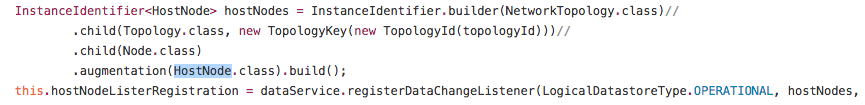 InstanceIdentifier<HostNode> hostNodes = InstanceIdentifier.builder(NetworkTopology.class)//
.child(Topology.class, new TopologyKey(new TopologyId(topologyId)))//
.child(Node.class)
.augmentation(HostNode.class).build();
this.hostNodeListerRegistration = dataService.registerDataChangeListener(LogicalDatastoreType.OPERATIONAL, hostNodes,